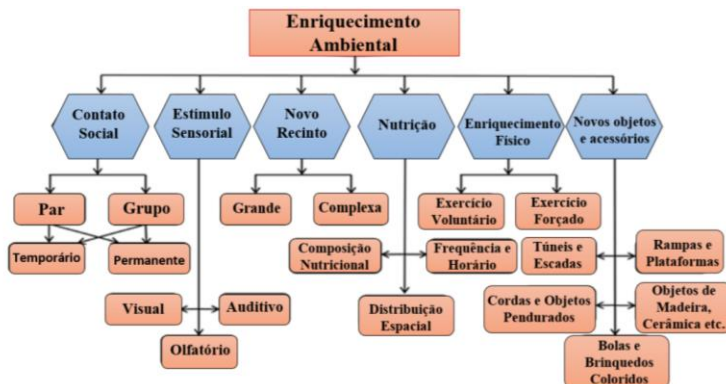 Enriquecimento
Ambiental
Contato
Social
Estímulo
Sensorial
Novo
Recinto
Nutrição
Enriquecimento
Físico
Novos objetos
e acessórios
Par
Grupo
Grande
Complexa
Exercício
Voluntário
Exercício
Forçado
Temporário
Permanente
Composição
Nutricional
Frequência e
Horário
Túneis e
Escadas
Rampas e
Plataformas
Visual
Auditivo
Distribuição
Espacial
Cordas e Objetos
Pendurados
Objetos de
Madeira,
Cerâmica etc.
Olfatório
Bolas e
Brinquedos
Coloridos